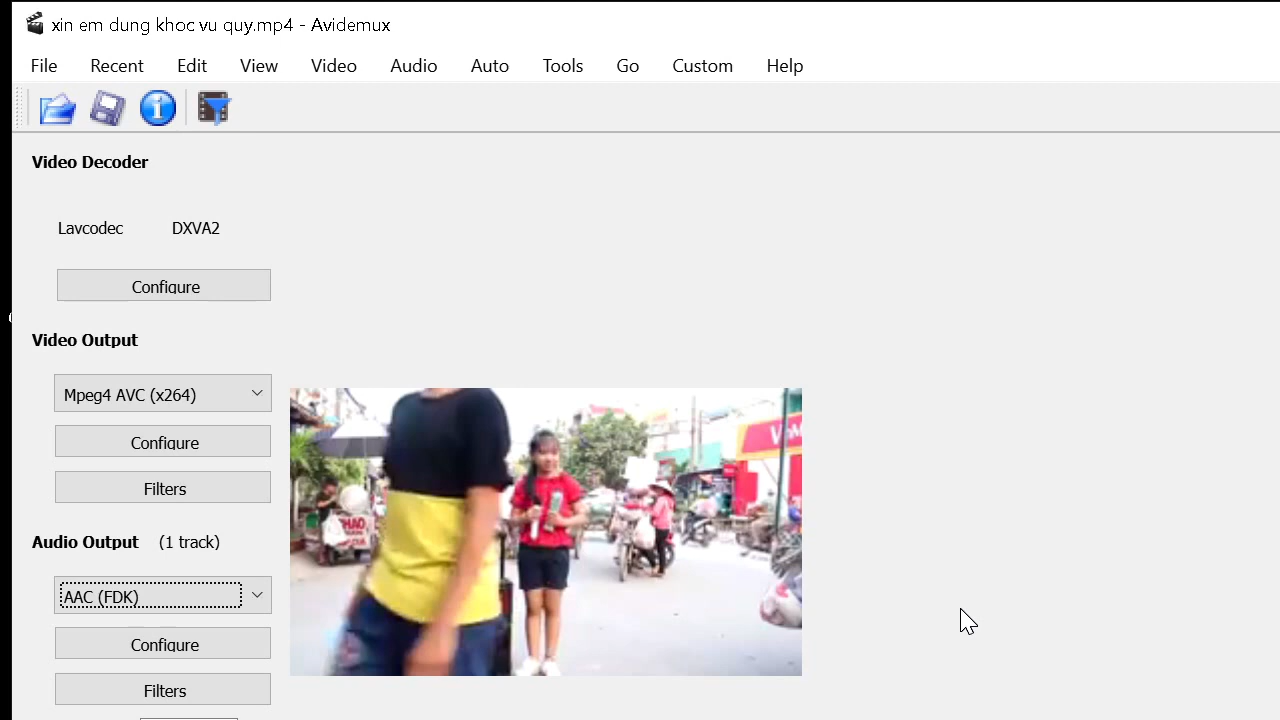 xin em dung khoc vu quy.mp4 - Avidemux
File Recent Edit View Video Audio Auto Tools Go Custom Help
Video Decoder
Lavcodec DXVA2
Configure
Video Output
Mpeg4 AVC (x264)
Configure
Filters
Audio Output (1 track)
AAC (FDK)
Configure
Filters